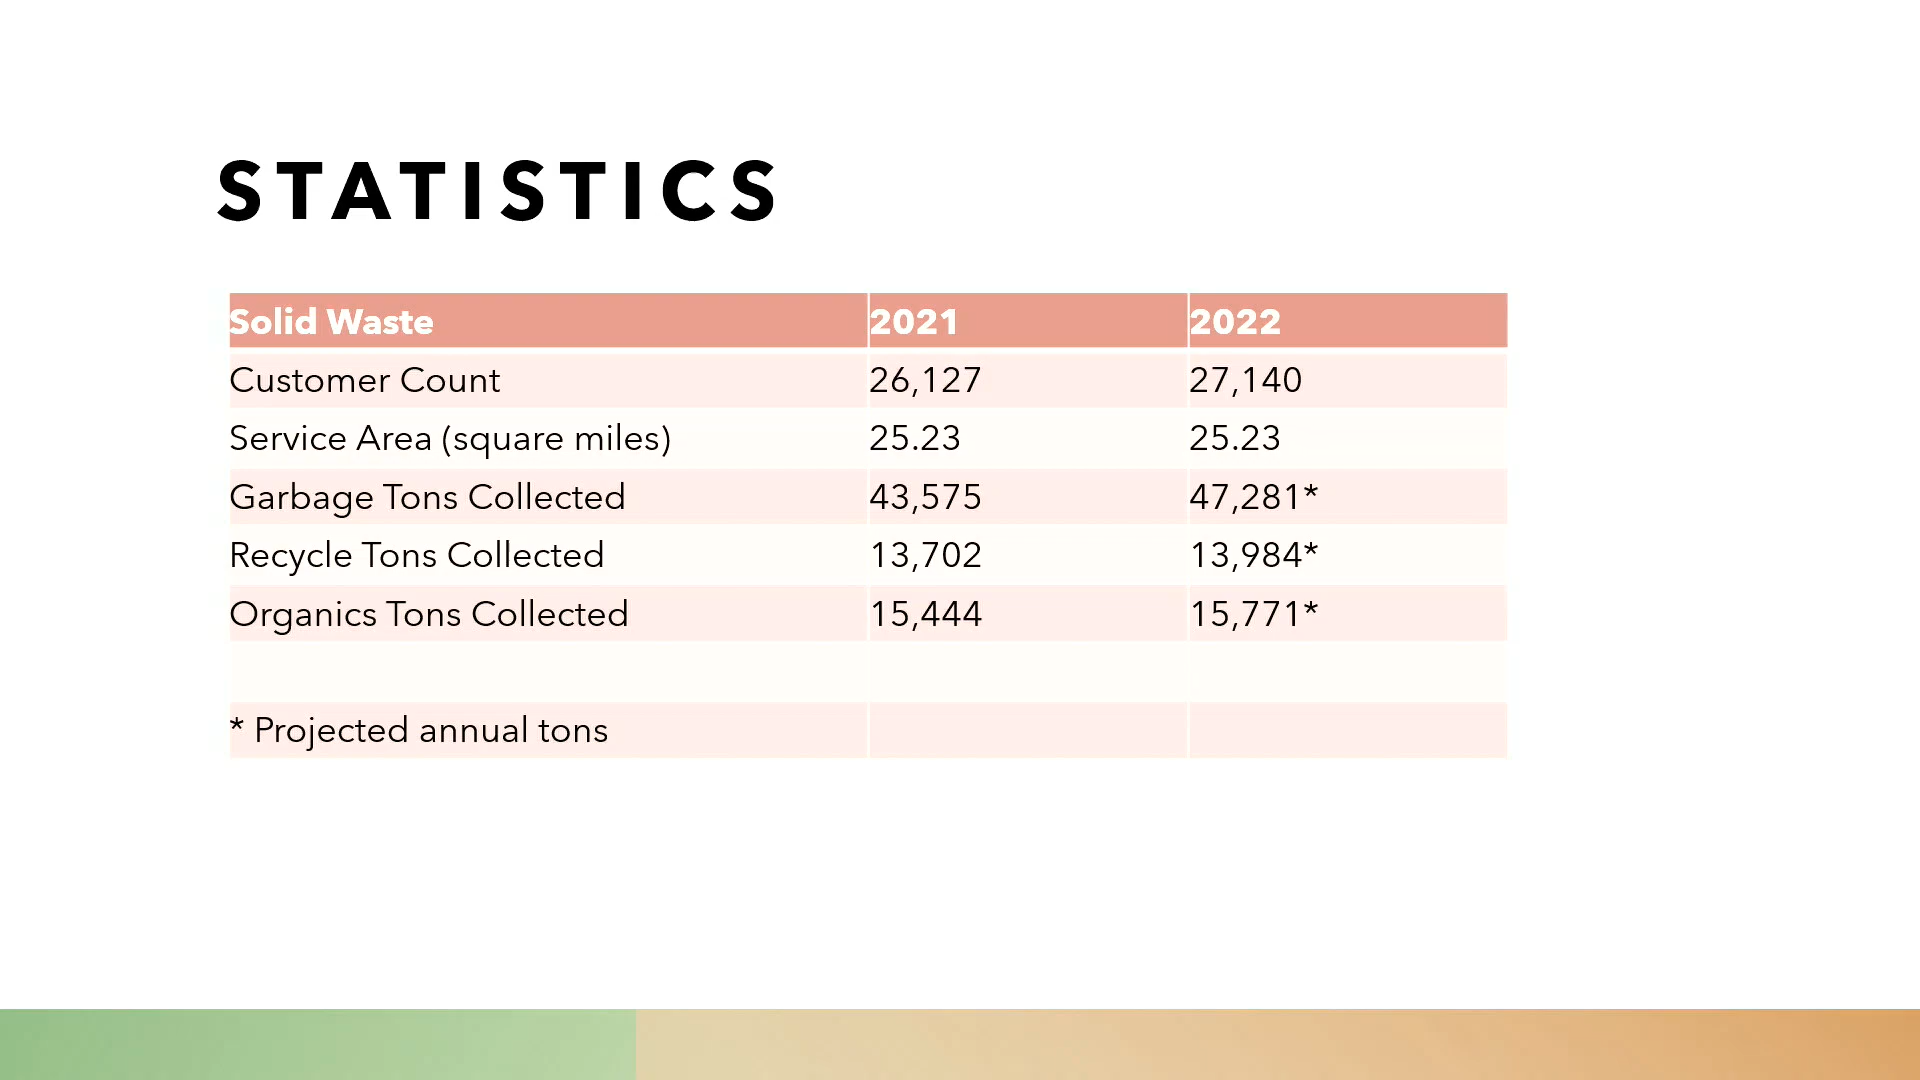 STATISTICS
Solid Waste 2021 2022
Customer Count 26,127 27,140
Service Area (square miles) 25.23 25.23
Garbage Tons Collected 43,575 47,281*
Recycle Tons Collected 13,702 13,984*
Organics Tons Collected 15,444 15,771*
* Projected annual tons